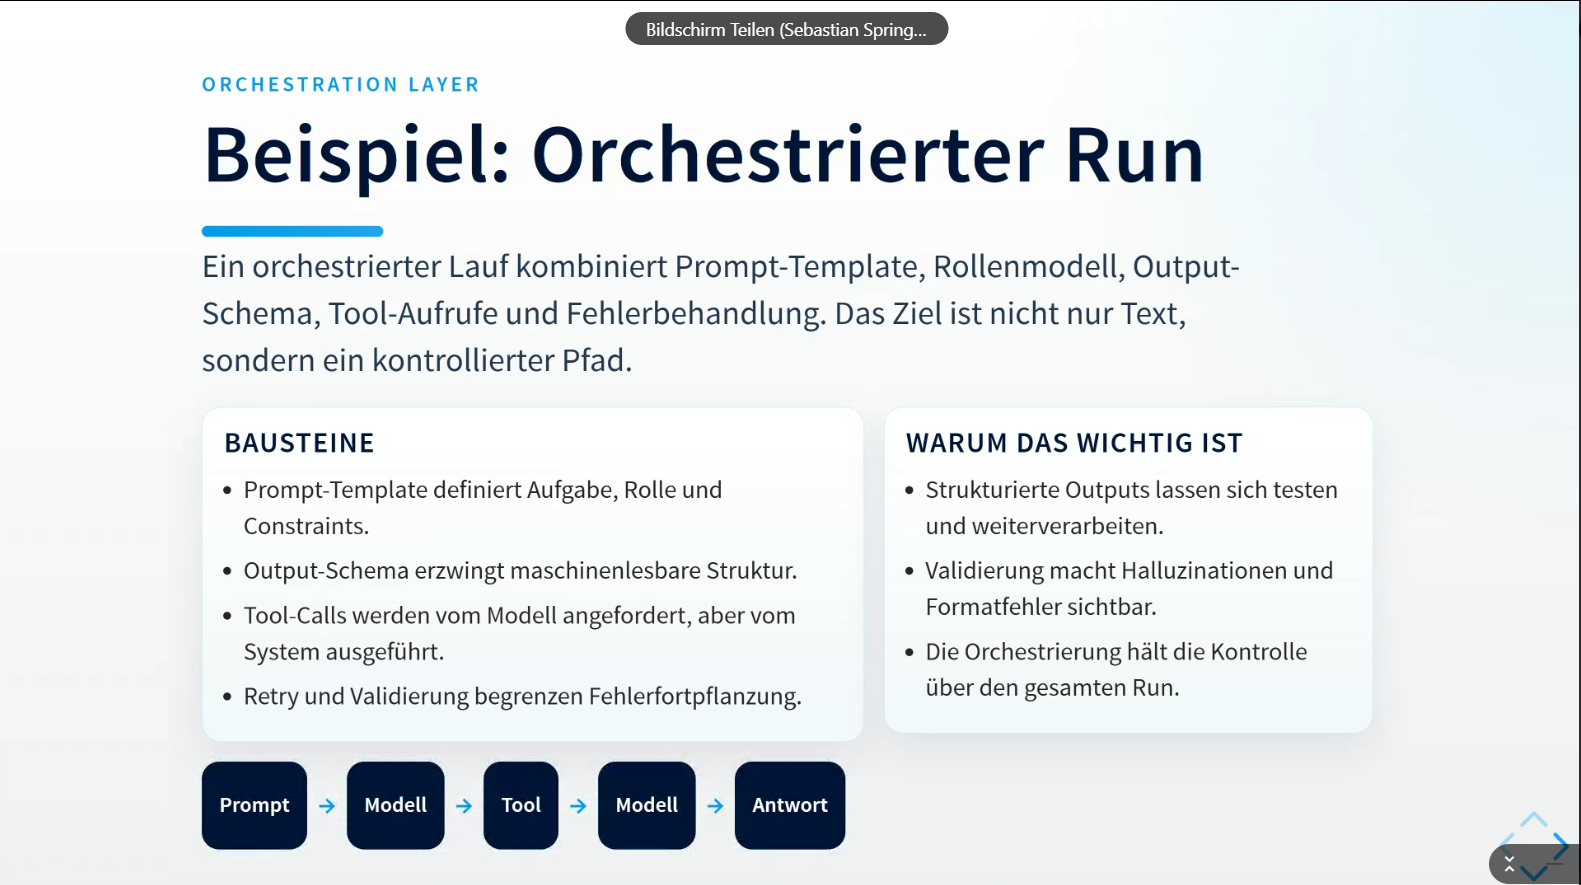 Bildschirm Teilen (Sebastian Spring...
ORCHESTRATION LAYER
Beispiel: Orchestrierter Run
Ein orchestrierter Lauf kombiniert Prompt-Template, Rollenmodell, Output-
Schema, Tool-Aufrufe und Fehlerbehandlung. Das Ziel ist nicht nur Text,
sondern ein kontrollierter Pfad.
BAUSTEINE
• Prompt-Template definiert Aufgabe, Rolle und
Constraints.
• Output-Schema erzwingt maschinenlesbare Struktur.
• Tool-Calls werden vom Modell angefordert, aber vom
System ausgeführt.
• Retry und Validierung begrenzen Fehlerfortpflanzung.
WARUM DAS WICHTIG IST
• Strukturierte Outputs lassen sich testen
und weiterverarbeiten.
• Validierung macht Halluzinationen und
Formatfehler sichtbar.
• Die Orchestrierung hält die Kontrolle
über den gesamten Run.
Prompt → Modell → Tool → Modell → Antwort